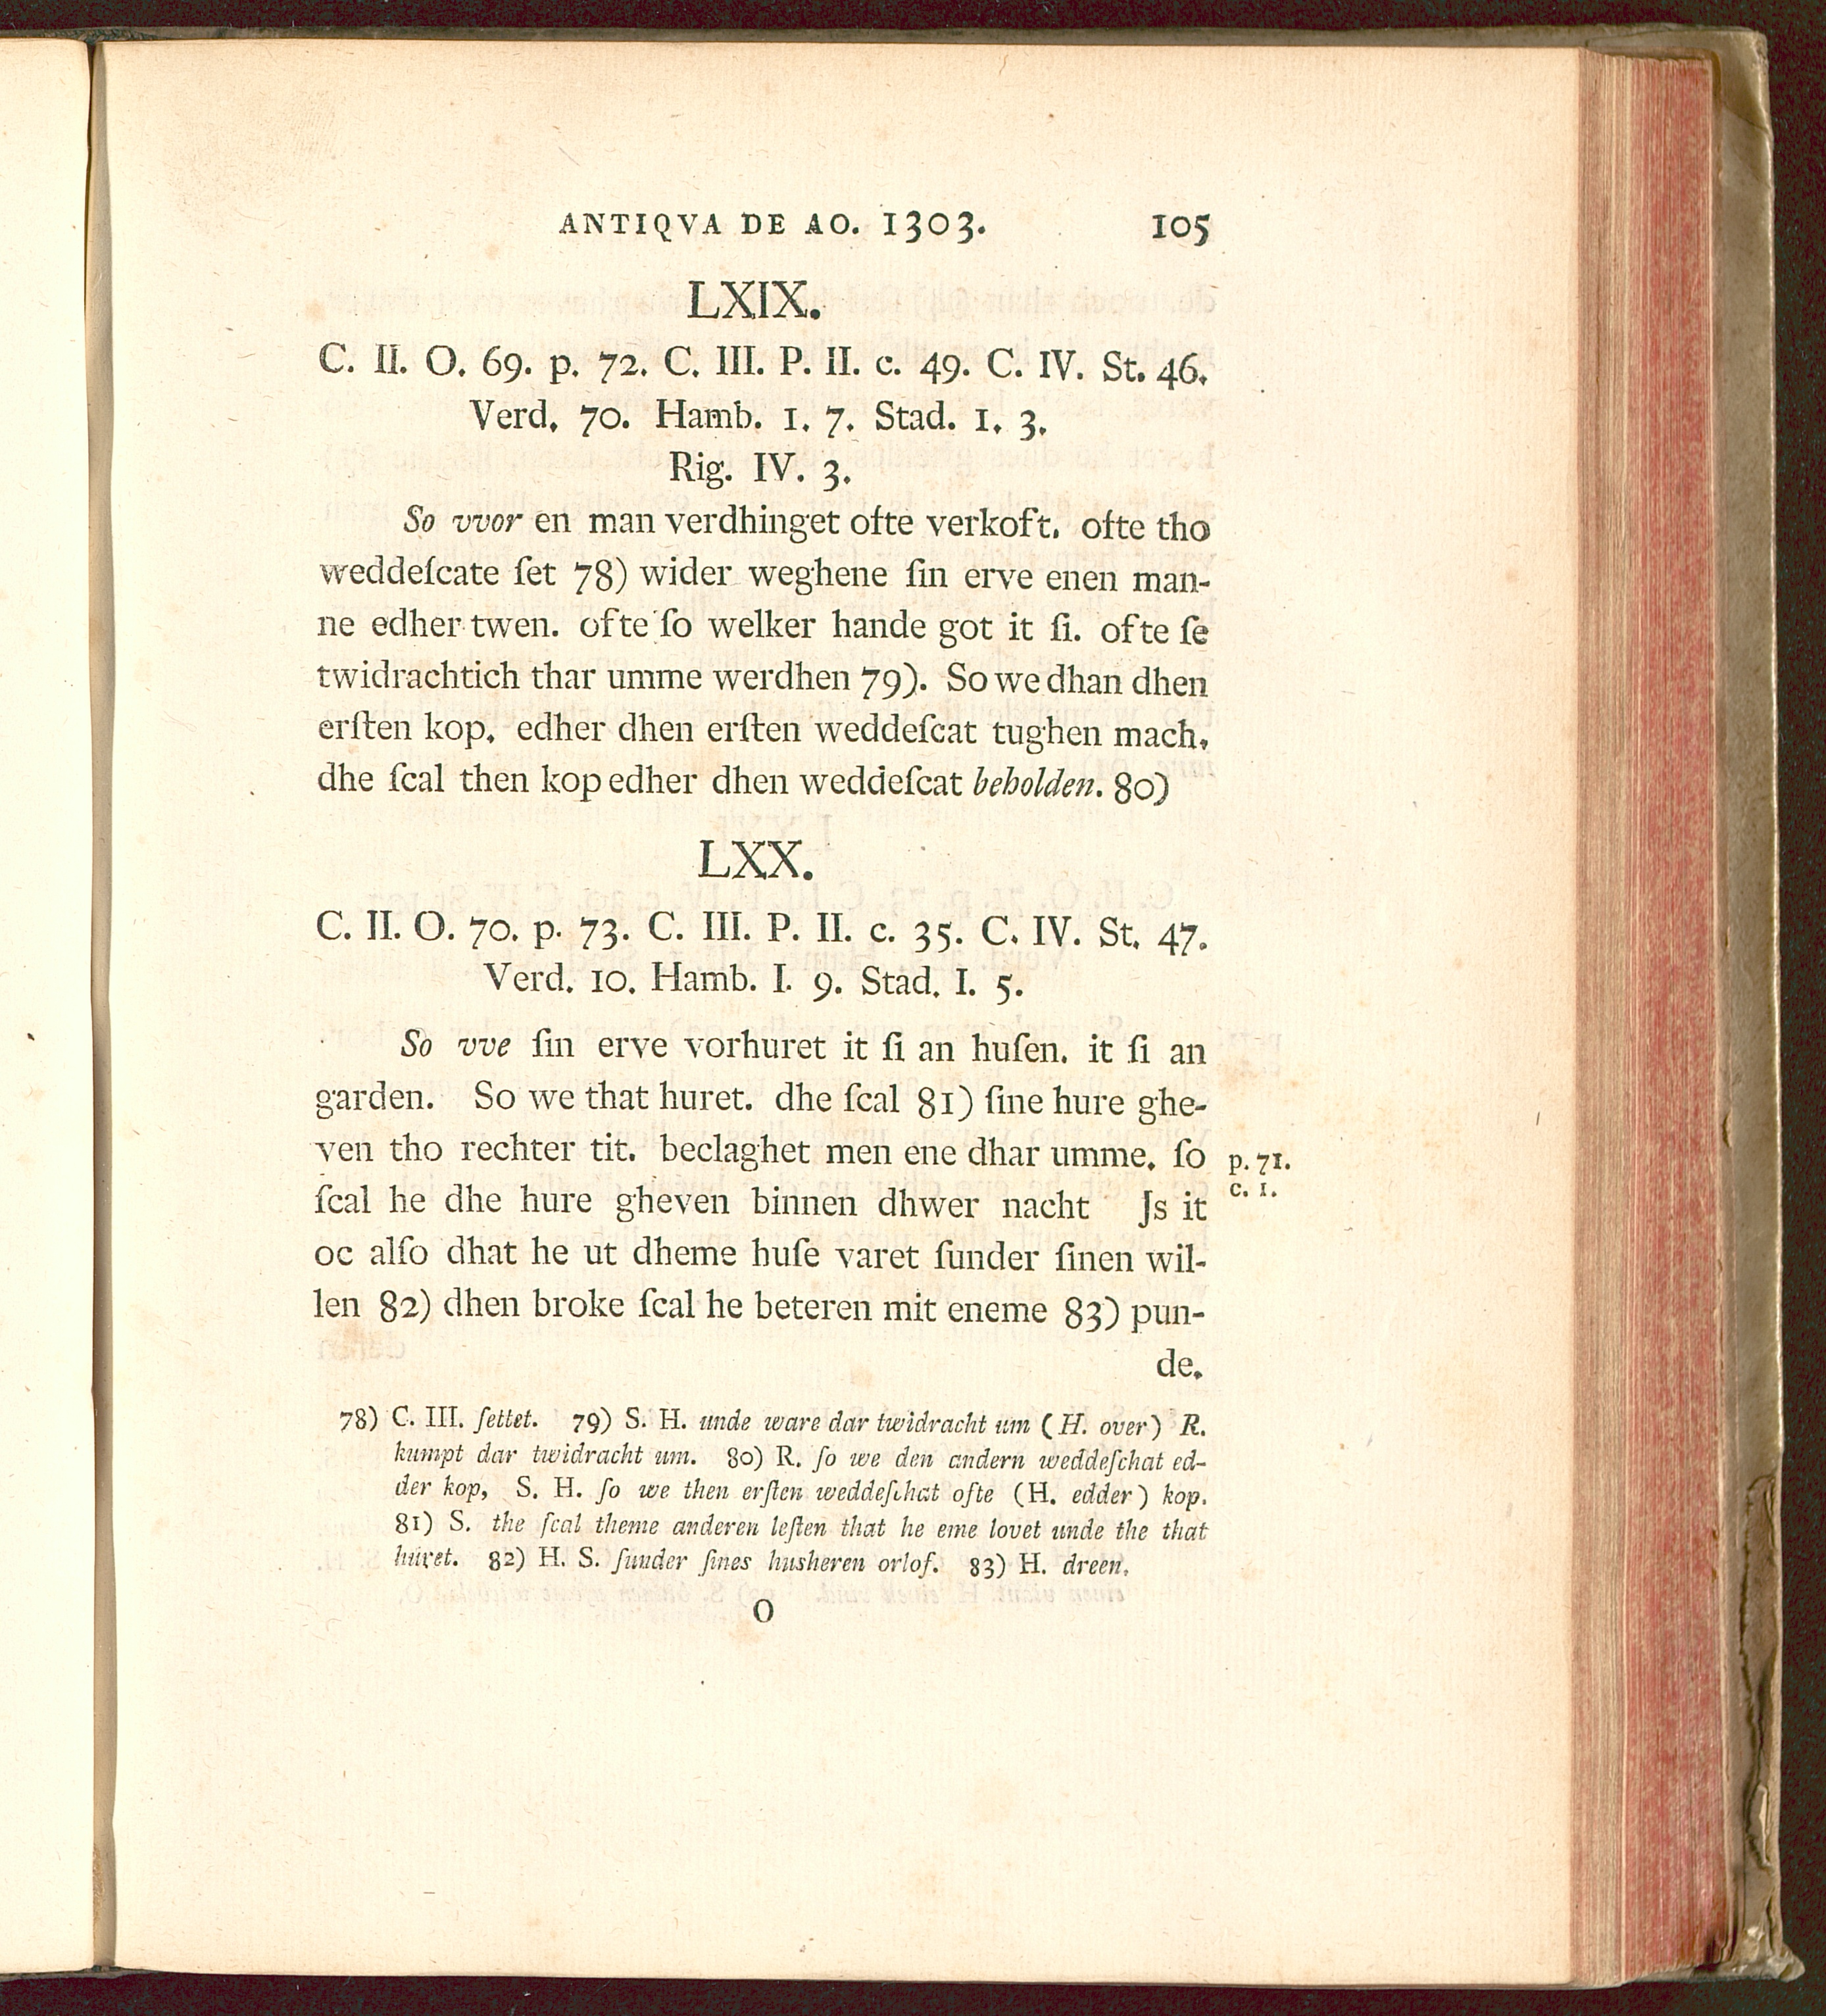 ANTIQVA DE AO. 1303. 105
LXIX.
C. II. O. 69. p. 72. C. III. P. II. c. 49. C. IV. St. 46.
Verd. 70. Hamb. 1. 7. Stad. 1. 3.
Rig. IV. 3.
So vvor en man verdhinget ofte verkoft. ofte tho
weddeſcate ſet 78) wider weghene ſin erve enen man-
ne edher twen. ofte ſo welker hande got it ſi. ofte ſe
twidrachtich thar umme werdhen 79). So we dhan dhen
erſten kop. edher dhen erſten weddeſcat tughen mach.
dhe ſcal then kop edher dhen weddeſcat beholden. 80)
LXX.
C. II. O. 70. p. 73. C. III. P. II. c. 35. C. IV. St. 47.
Verd. 10. Hamb. I. 9. Stad. I. 5.
So vve ſin erve vorhuret it ſi an huſen. it ſi an
garden. So we that huret. dhe ſcal 81) ſine hure ghe-
ven tho rechter tit. beclaghet men ene dhar umme. ſo
p. 71.
c. 1.
ſcal he dhe hure gheven binnen dhwer nacht Js it
oc alſo dhat he ut dheme huſe varet ſunder ſinen wil-
len 82) dhen broke ſcal he beteren mit eneme 83) pun-
de.
78) C. III. ſettet. 79) S. H. unde ware dar twidracht um (H. over) R.
kumpt dar twidracht um. 80) R. ſo we den andern weddeſchat ed-
der kop, S. H. ſo we then erſten weddeſchat ofte (H. edder) kop.
81) S. the ſcal theme anderen leſten that he eme lovet unde the that
huret. 82) H. S. ſunder ſines husheren orlof. 83) H. dreen.
O